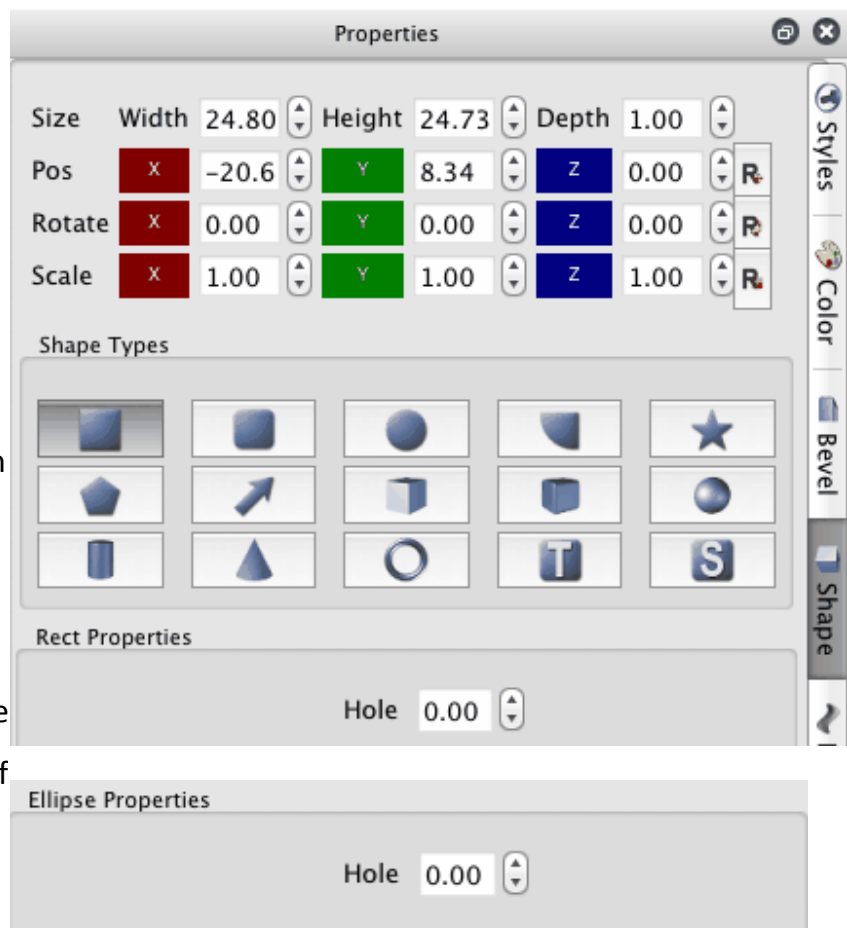 Properties
Size Width 24.80 Height 24.73 Depth 1.00
Pos X -20.6 Y 8.34 Z 0.00 R
Rotate X 0.00 Y 0.00 Z 0.00 R
Scale X 1.00 Y 1.00 Z 1.00 R
Shape Types
T S
Rect Properties
Hole 0.00
Styles
Color
Bevel
Shape
n
e
f
Ellipse Properties
Hole 0.00